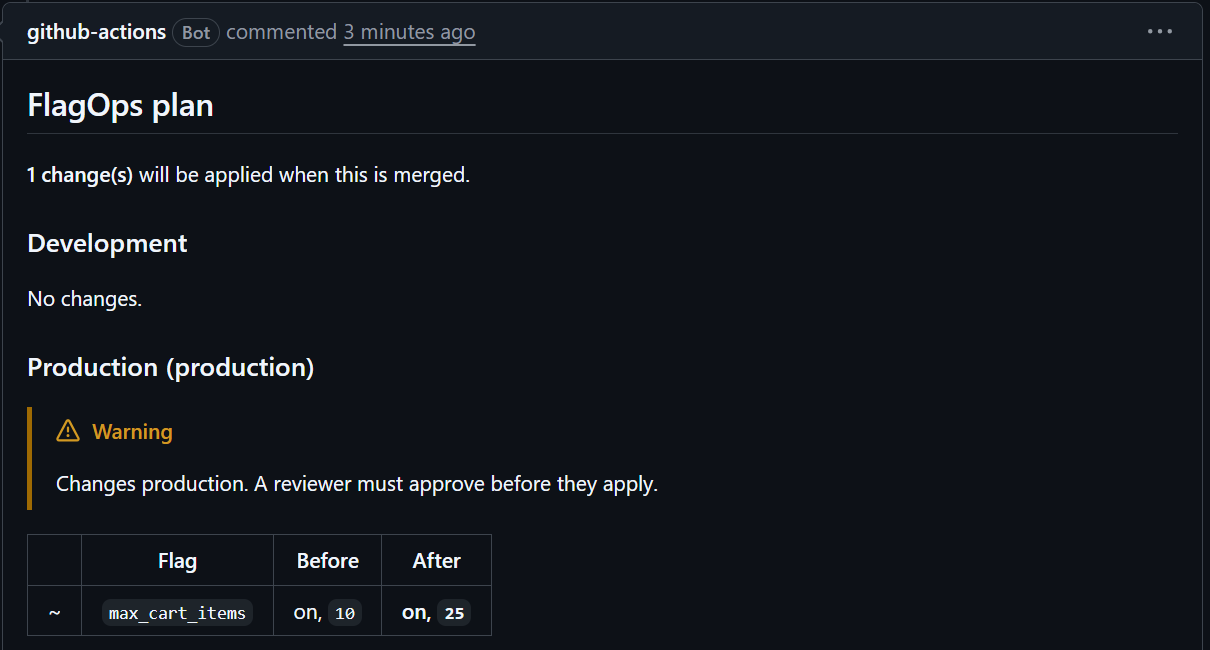 github-actions Bot commented 3 minutes ago
FlagOps plan
1 change(s) will be applied when this is merged.
Development
No changes.
Production (production)
Warning
Changes production. A reviewer must approve before they apply.
Flag Before After
~ max_cart_items on, 10 on, 25